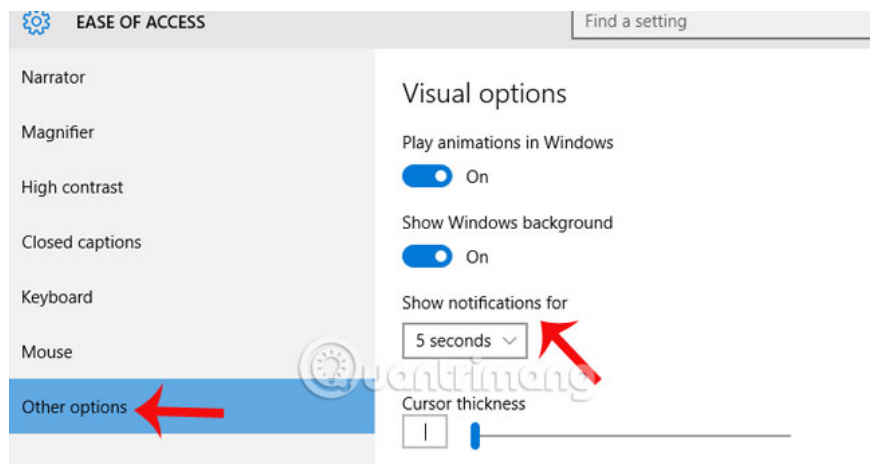 EASE OF ACCESS
Find a setting
Narrator
Magnifier
High contrast
Closed captions
Keyboard
Mouse
Other options
Visual options
Play animations in Windows
On
Show Windows background
On
Show notifications for
5 seconds
Quantrimang
Cursor thickness